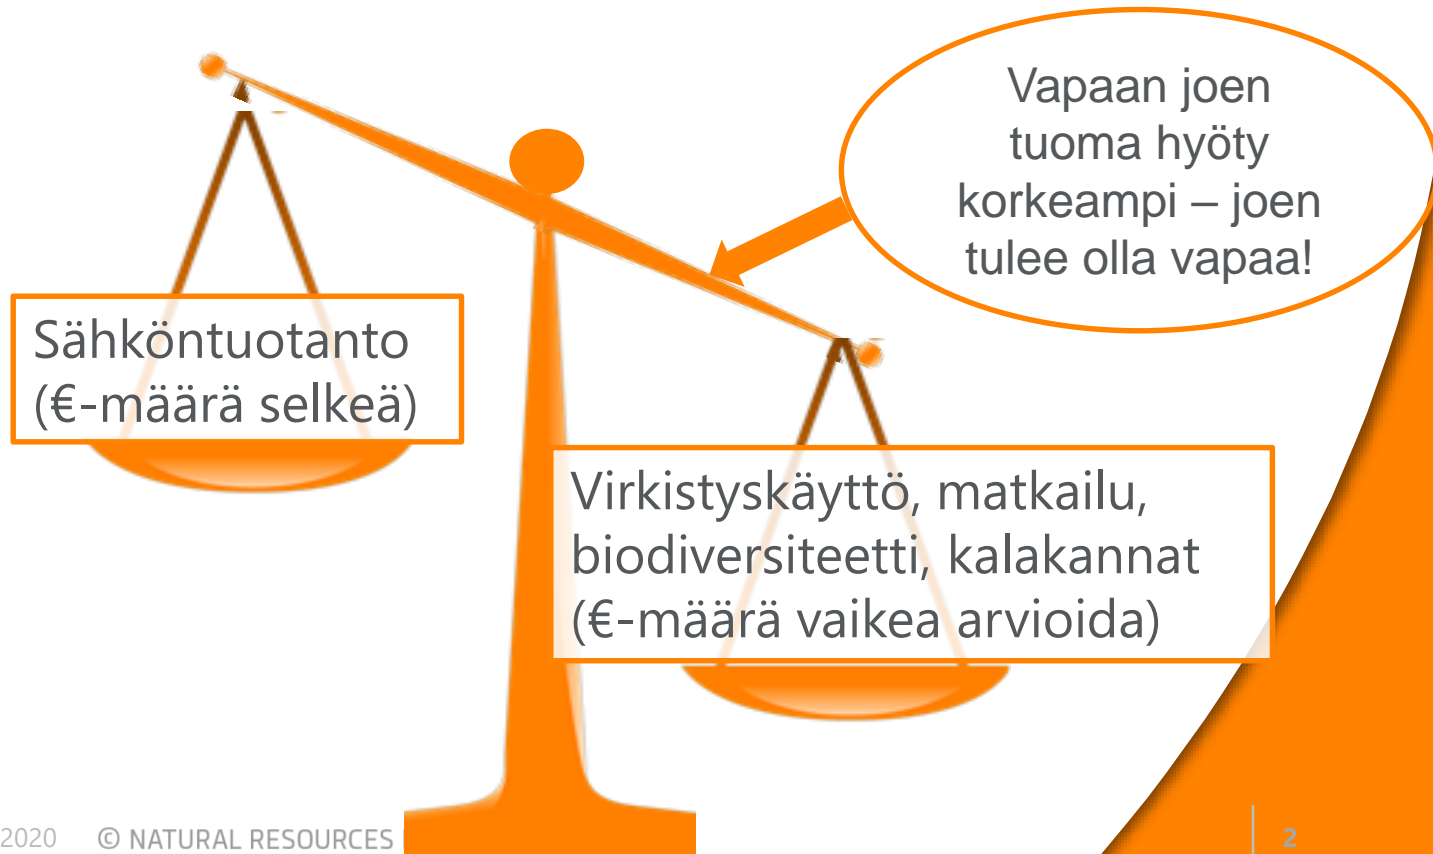 Vapaan joen
tuoma hyöty
korkeampi – joen
tulee olla vapaa!
Sähköntuotanto
(€-määrä selkeä)
Virkistyskäyttö, matkailu,
biodiversiteetti, kalakannat
(€-määrä vaikea arvioida)
2020 © NATURAL RESOURCES
2